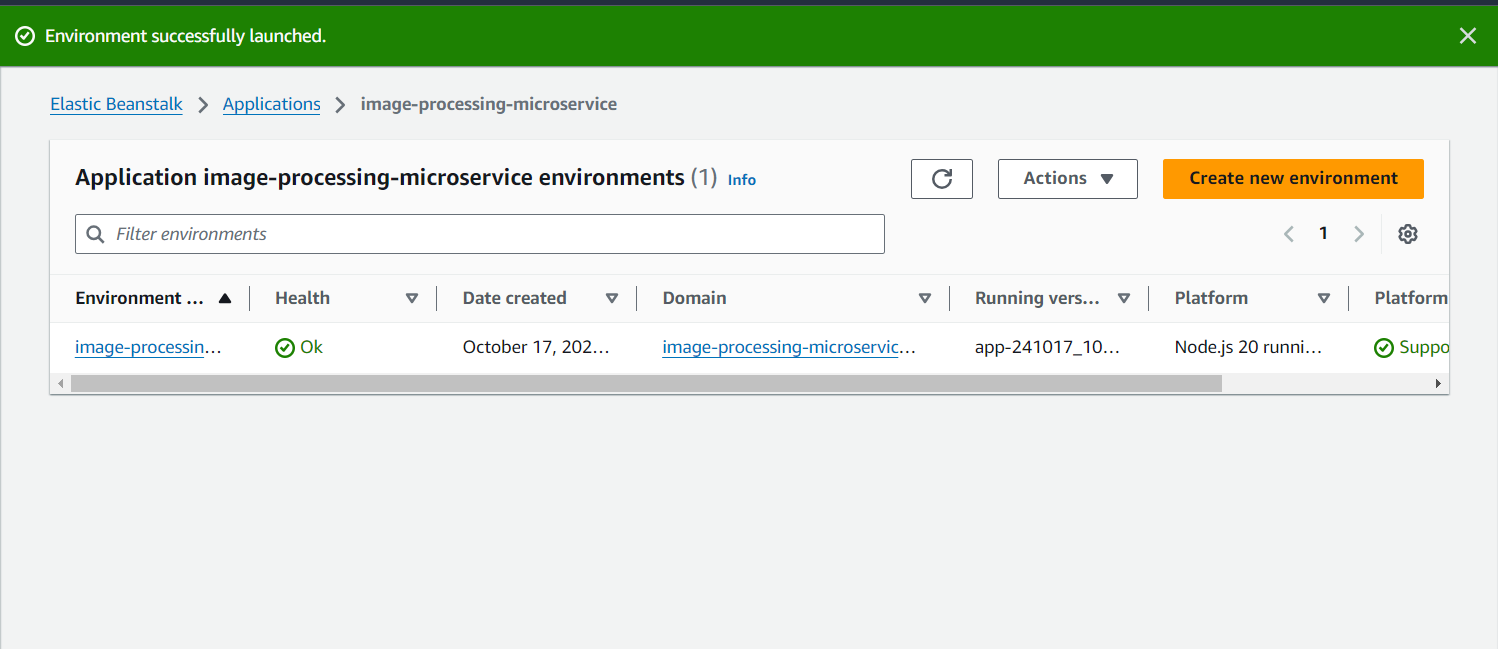 Environment successfully launched.
Elastic Beanstalk > Applications > image-processing-microservice
Application image-processing-microservice environments (1) Info
Actions
Create new environment
Filter environments
1
Environment ... Health Date created Domain Running vers... Platform Platform
image-processin... Ok October 17, 202... image-processing-microservic... app-241017_10... Node.js 20 runni... Suppo